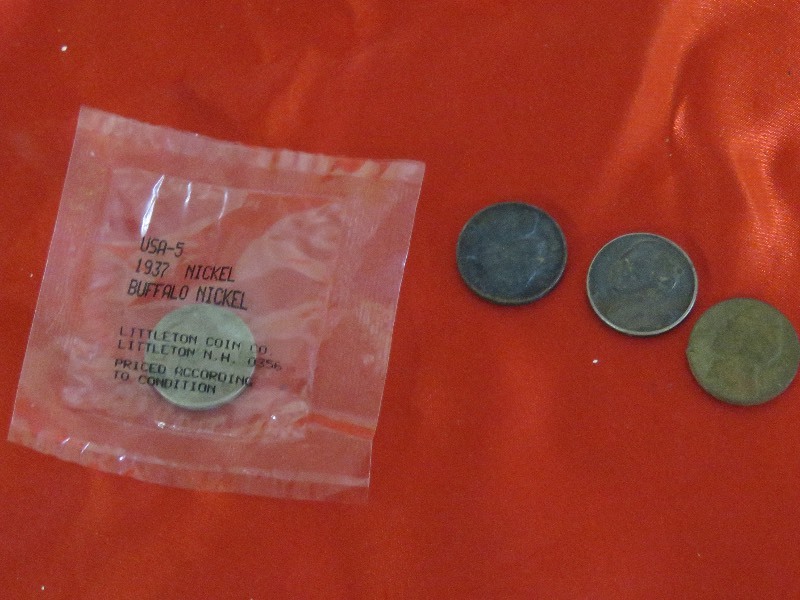 USA-5
1937 NICKEL
BUFFALO NICKEL
LITTLETON COIN CO.
LITTLETON N.H. 0356
PRICED ACCORDING
TO CONDITION